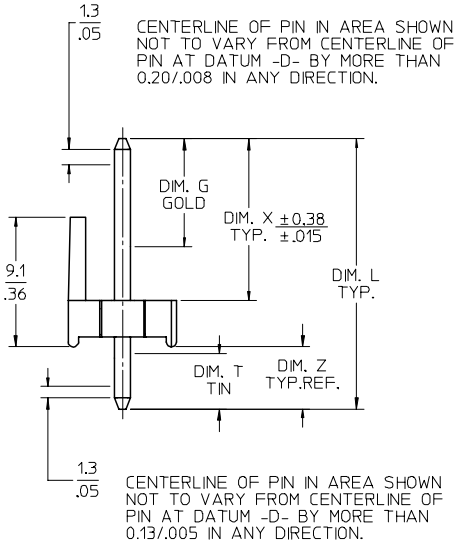 1.3
.05
CENTERLINE OF PIN IN AREA SHOWN
NOT TO VARY FROM CENTERLINE OF
PIN AT DATUM -D- BY MORE THAN
0.20/.008 IN ANY DIRECTION.
DIM. G
GOLD
DIM. X ±0.38
TYP. ±.015
DIM. L
TYP.
9.1
.36
DIM. T
TIN
DIM. Z
TYP.REF.
1.3
.05
CENTERLINE OF PIN IN AREA SHOWN
NOT TO VARY FROM CENTERLINE OF
PIN AT DATUM -D- BY MORE THAN
0.13/.005 IN ANY DIRECTION.